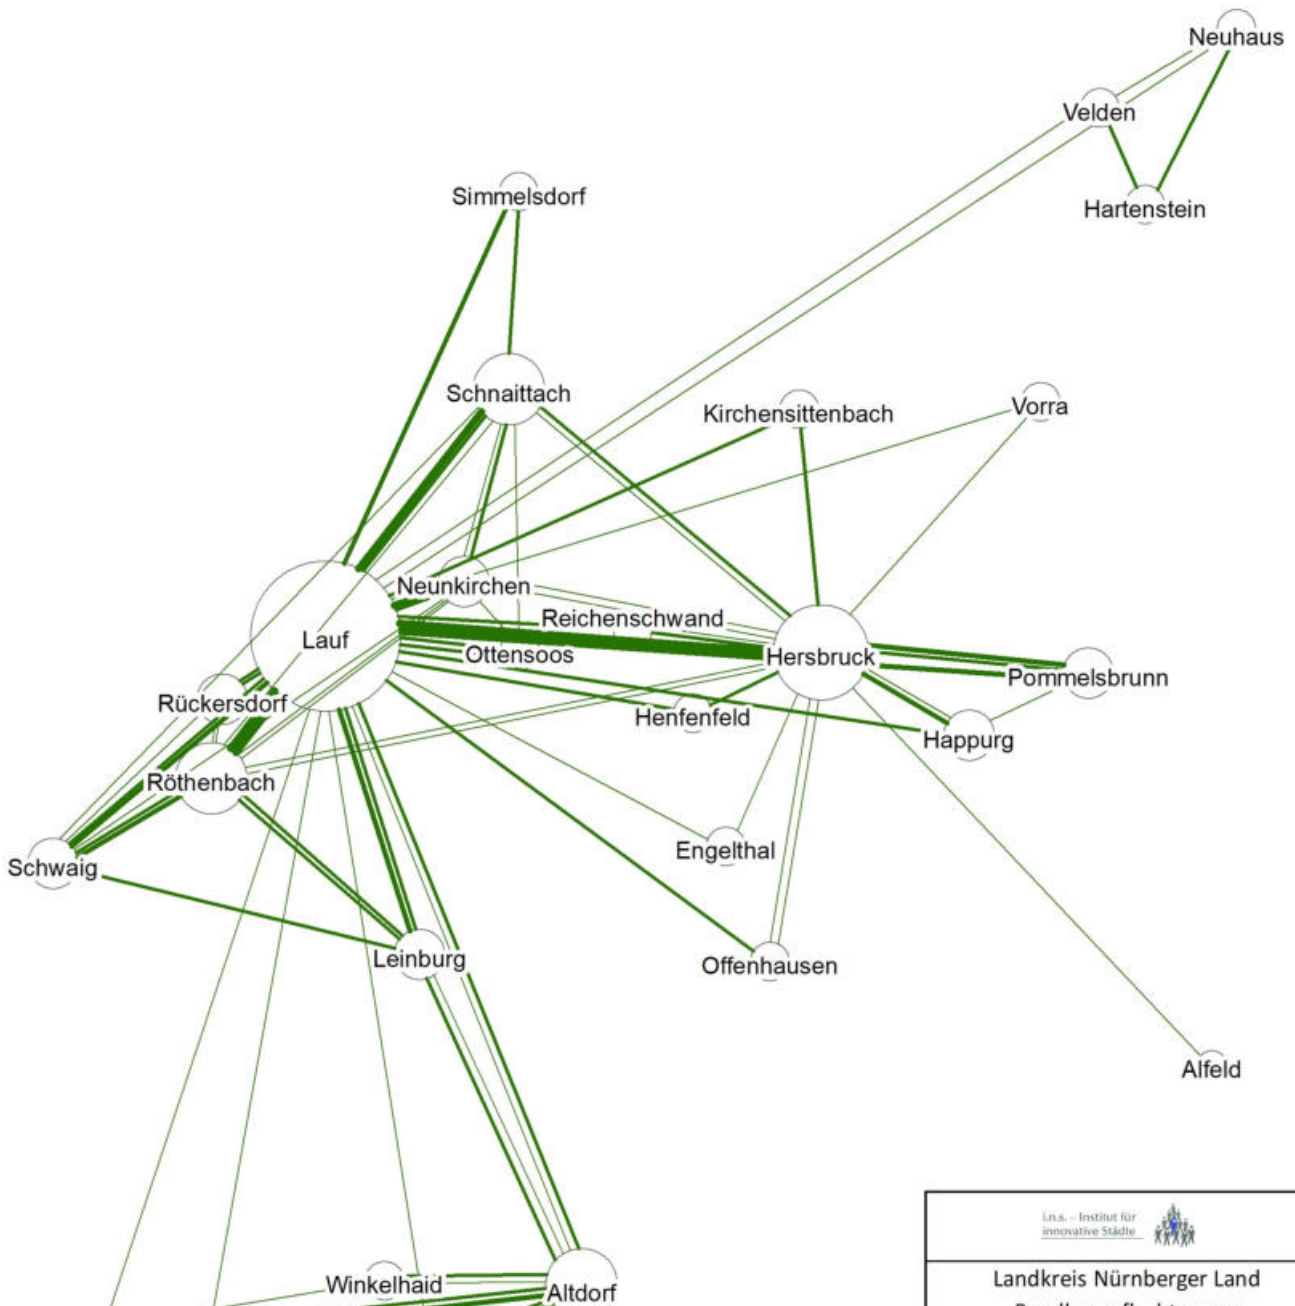 Neuhaus
Velden
Simmelsdorf
Hartenstein
Schnaittach
Kirchensittenbach
Vorra
Neunkirchen
Reichenschwand
Lauf
Ottensoos
Hersbruck
Pommelsbrunn
Rückersdorf
Henfenfeld
Happurg
Röthenbach
Engelthal
Schwaig
Leinburg
Offenhausen
Alfeld
i.n.s. – Institut für
innovative Städte
Winkelhaid
Altdorf
Landkreis Nürnberger Land